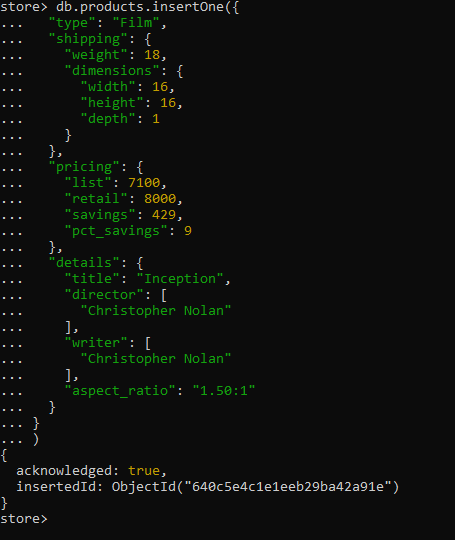 store> db.products.insertOne({
...   "type": "Film",
...   "shipping": {
...     "weight": 18,
...     "dimensions": {
...       "width": 16,
...       "height": 16,
...       "depth": 1
...     }
...   },
...   "pricing": {
...     "list": 7100,
...     "retail": 8000,
...     "savings": 429,
...     "pct_savings": 9
...   },
...   "details": {
...     "title": "Inception",
...     "director": [
...       "Christopher Nolan"
...     ],
...     "writer": [
...       "Christopher Nolan"
...     ],
...     "aspect_ratio": "1.50:1"
...   }
... }
... )
{
  acknowledged: true,
  insertedId: ObjectId("640c5e4c1e1eeb29ba42a91e")
}
store>